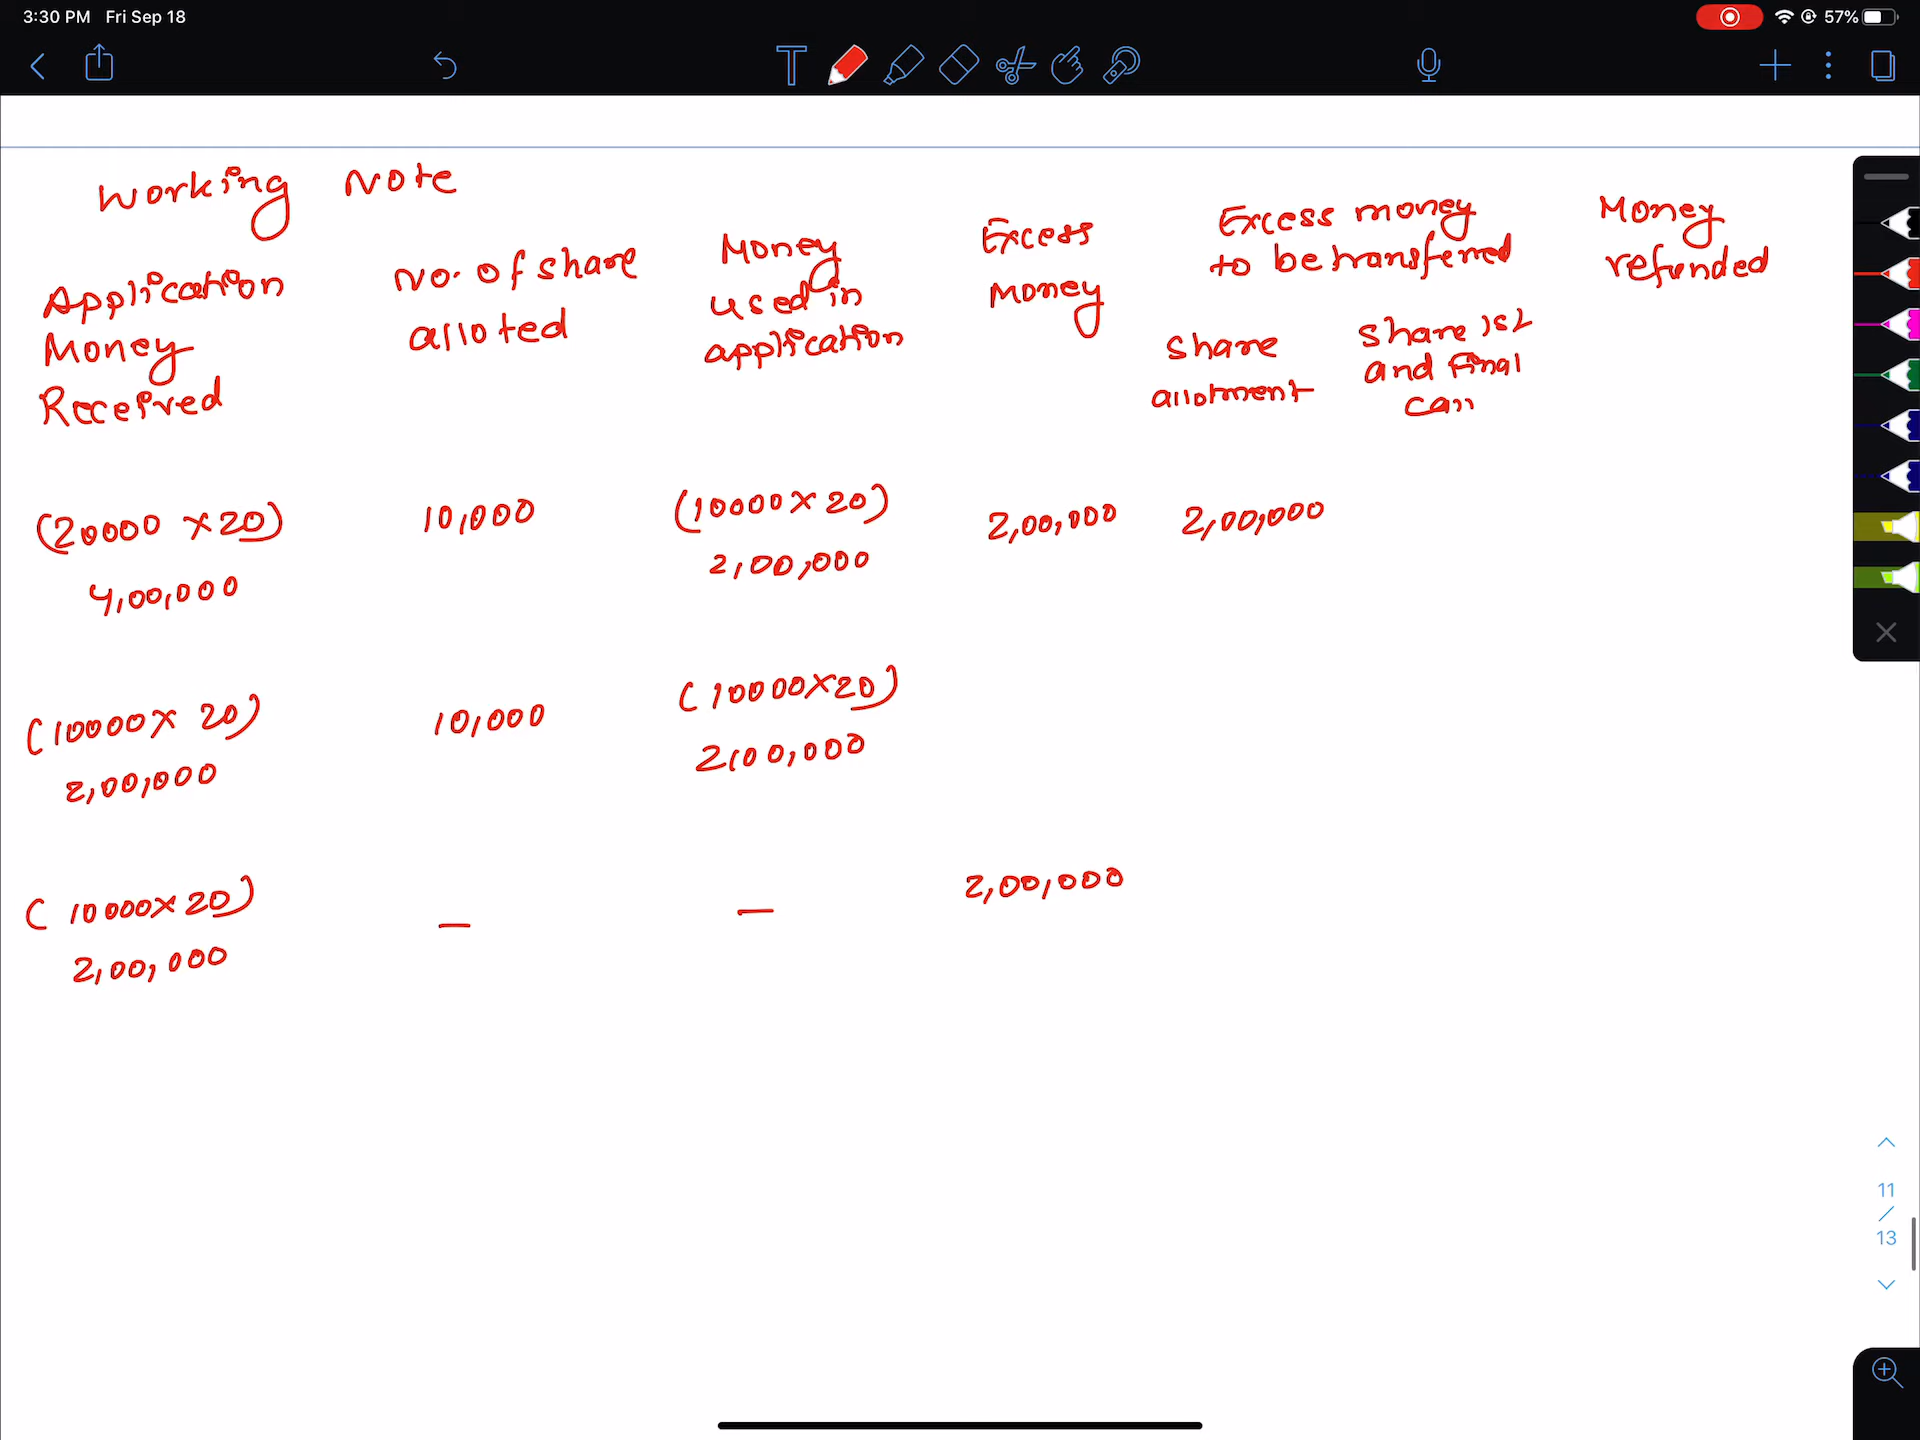 3:30 PM Fri Sep 18
57%
Working Note
Application Money Received
No. of share alloted
Money used in application
Excess Money
Excess money to be transferred
Share allotment
Share 1st and final call
Money refunded
(20000 × 20)
4,00,000
10,000
(10000 × 20)
2,00,000
2,00,000
2,00,000
(10000 × 20)
2,00,000
10,000
(10000 × 20)
2,00,000
(10000 × 20)
2,00,000
—
—
2,00,000
11
/
13